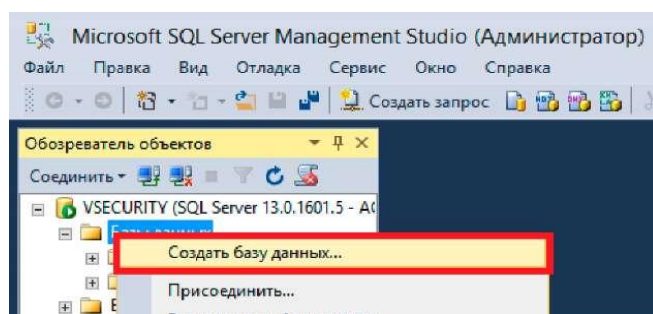 Microsoft SQL Server Management Studio (Администратор)
Файл Правка Вид Отладка Сервис Окно Справка
Создать запрос
Обозреватель объектов
Соединить
VSECURITY (SQL Server 13.0.1601.5 -
Создать базу данных...
Присоединить...